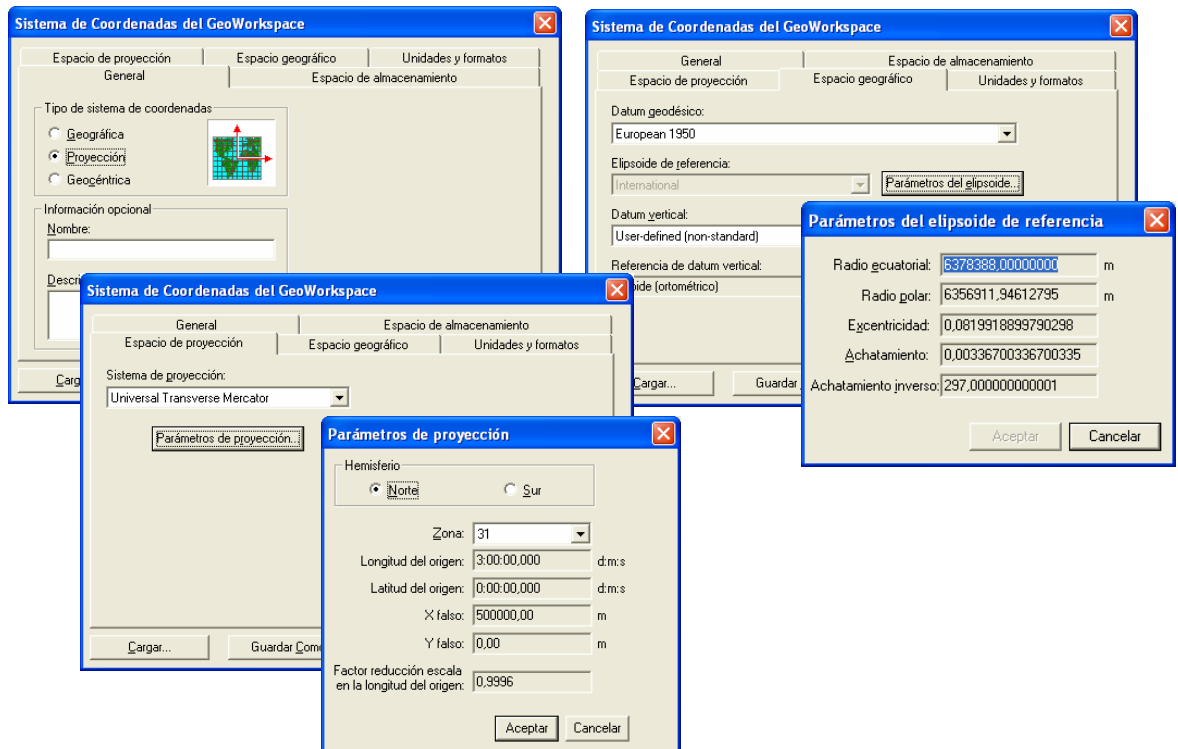 Sistema de Coordenadas del GeoWorkspace
Espacio de proyección
Espacio geográfico
Unidades y formatos
General
Espacio de almacenamiento
Tipo de sistema de coordenadas
Geográfica
Proyección
Geocéntrica
Información opcional
Nombre:
Descri
Carg
Sistema de Coordenadas del GeoWorkspace
General
Espacio de almacenamiento
Espacio de proyección
Espacio geográfico
Unidades y formatos
Datum geodésico:
European 1950
Elipsoide de referencia:
International
Parámetros del elipsoide...
Datum vertical:
User-defined (non-standard)
Referencia de datum vertical:
ide (ortométrico)
Cargar...
Guardar
Parámetros del elipsoide de referencia
Radio ecuatorial: 6378388,00000000 m
Radio polar: 6356911,94612795 m
Excentricidad: 0,0819918899790298
Achatamiento: 0,00336700336700335
Achatamiento inverso: 297,000000000001
Aceptar
Cancelar
Sistema de Coordenadas del GeoWorkspace
General
Espacio de almacenamiento
Espacio de proyección
Espacio geográfico
Unidades y formatos
Sistema de proyección:
Universal Transverse Mercator
Parámetros de proyección...
Cargar...
Guardar Com
Parámetros de proyección
Hemisferio
Norte
Sur
Zona: 31
Longitud del origen: 3:00:00,000 d:m:s
Latitud del origen: 0:00:00,000 d:m:s
X falso: 500000,00 m
Y falso: 0,00 m
Factor reducción escala
en la longitud del origen: 0,9996
Aceptar
Cancelar